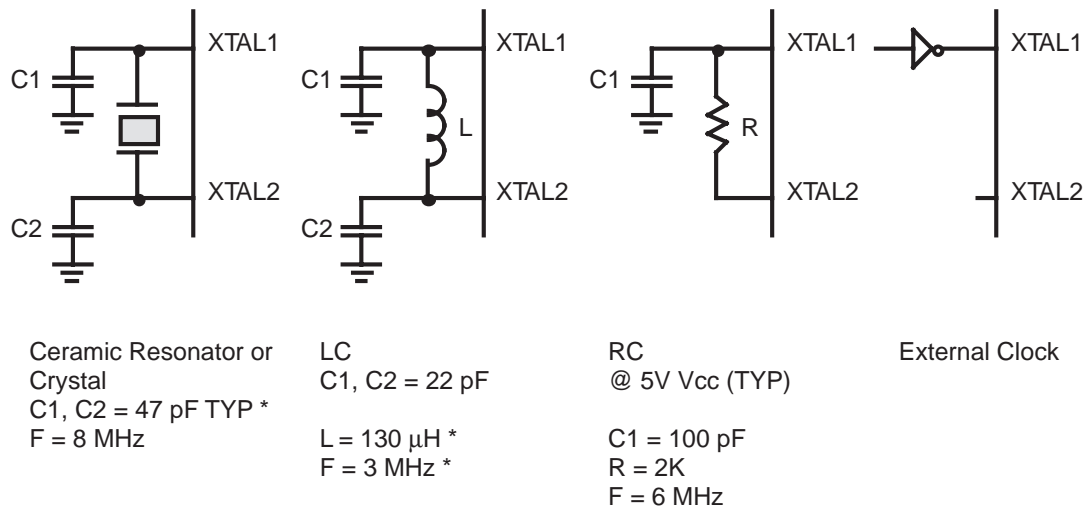 XTAL1
C1
XTAL2
C2
XTAL1
C1
L
XTAL2
C2
XTAL1
C1
R
XTAL2
XTAL1
XTAL2
Ceramic Resonator or
Crystal
C1, C2 = 47 pF TYP *
F = 8 MHz
LC
C1, C2 = 22 pF
L = 130 μH *
F = 3 MHz *
RC
@ 5V Vcc (TYP)
C1 = 100 pF
R = 2K
F = 6 MHz
External Clock